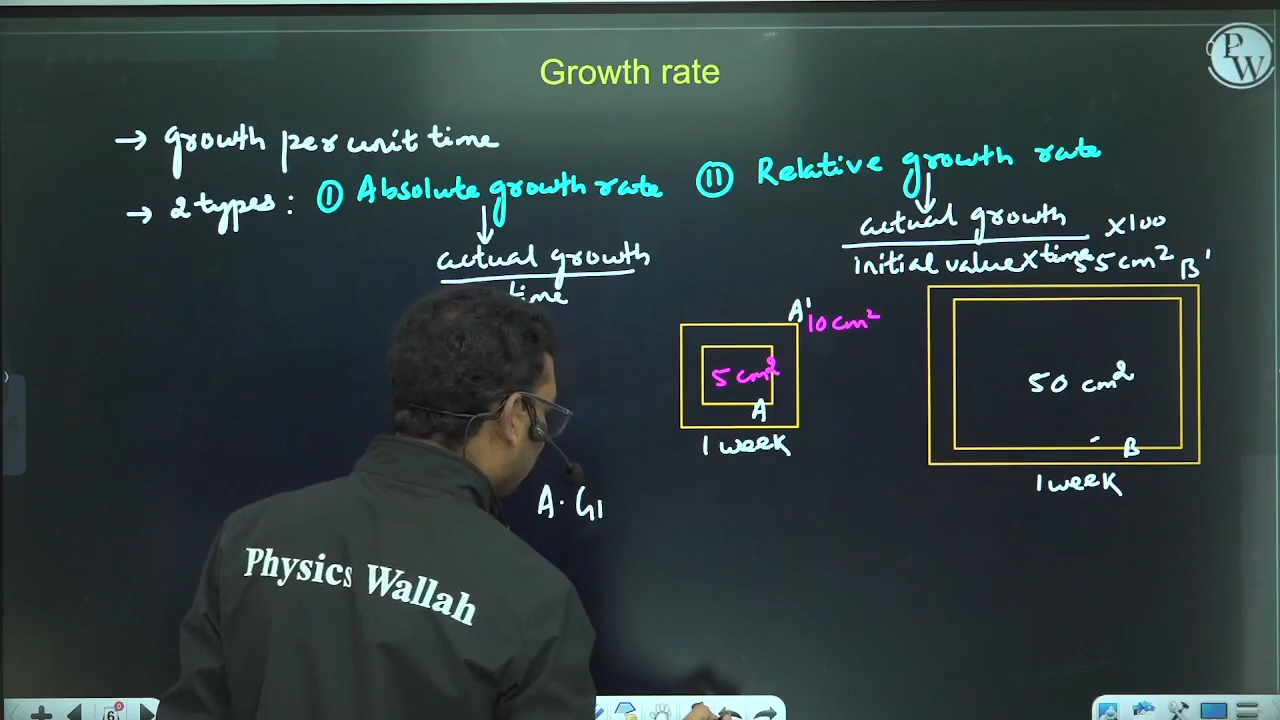 PW
Growth rate
→ growth per unit time
→ 2 types: (I) Absolute growth rate (II) Relative growth rate
actual growth
time
actual growth ×100
initial value × time
55 cm² B'
A'
10 cm²
5 cm²
A
1 week
50 cm²
B
1 week
A. G
Physics Wallah
6